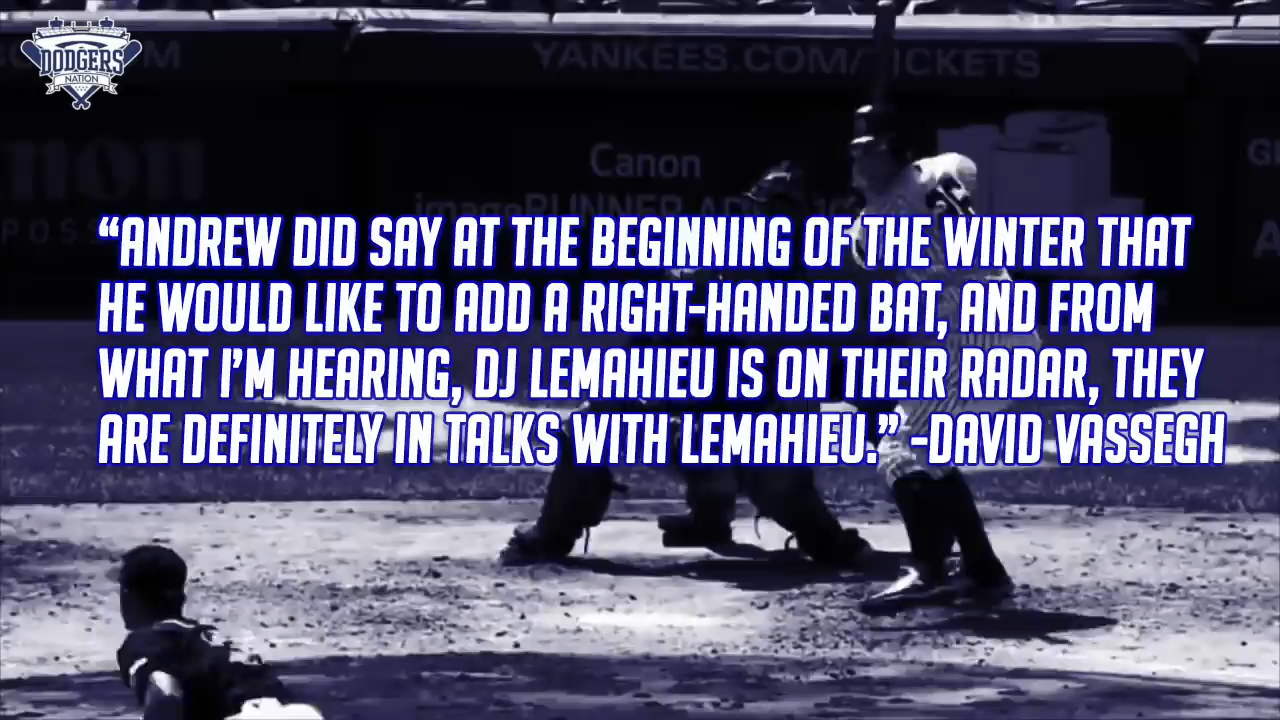 DODGERS
NATION
YANKEES.COM/ ICKETS
Canon
“ANDREW DID SAY AT THE BEGINNING OF THE WINTER THAT
HE WOULD LIKE TO ADD A RIGHT-HANDED BAT, AND FROM
WHAT I’M HEARING, DJ LEMAHIEU IS ON THEIR RADAR, THEY
ARE DEFINITELY IN TALKS WITH LEMAHIEU.” -DAVID VASSEGH